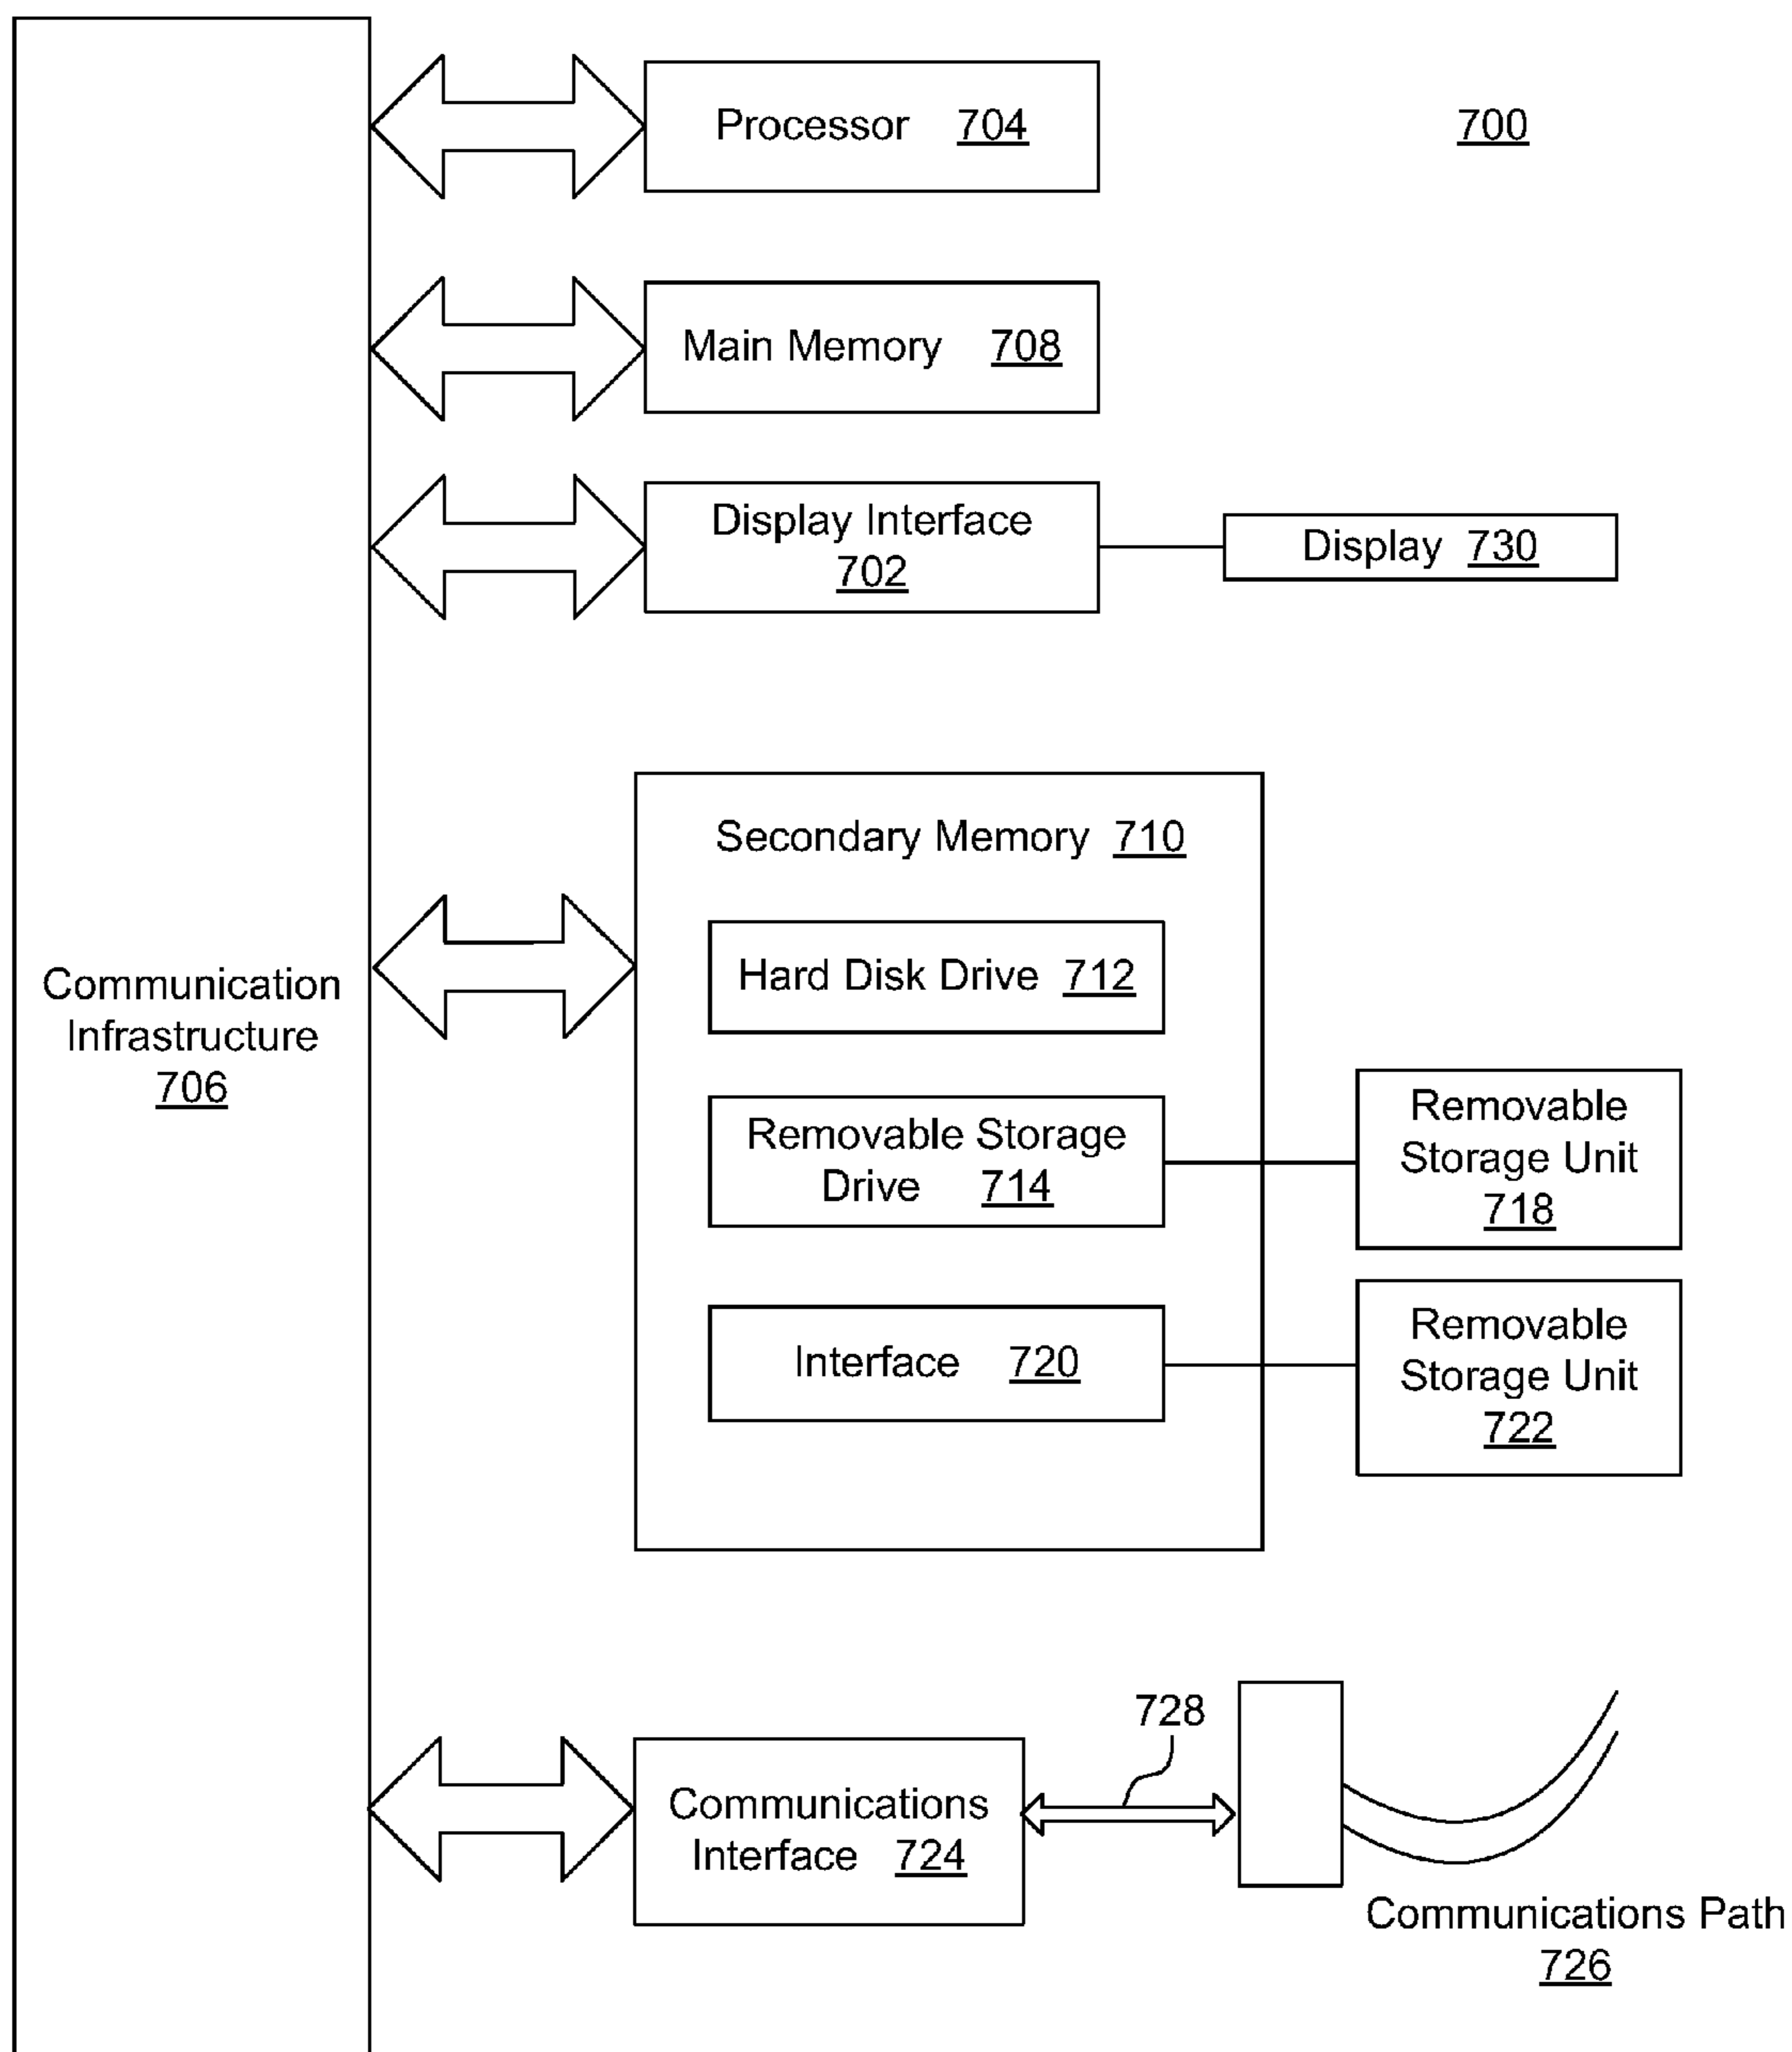 Processor 704
700
Main Memory 708
Display Interface
702
Display 730
Secondary Memory 710
Hard Disk Drive 712
Communication
Infrastructure
706
Removable Storage
Drive 714
Removable
Storage Unit
718
Interface 720
Removable
Storage Unit
722
728
Communications
Interface 724
Communications Path
726